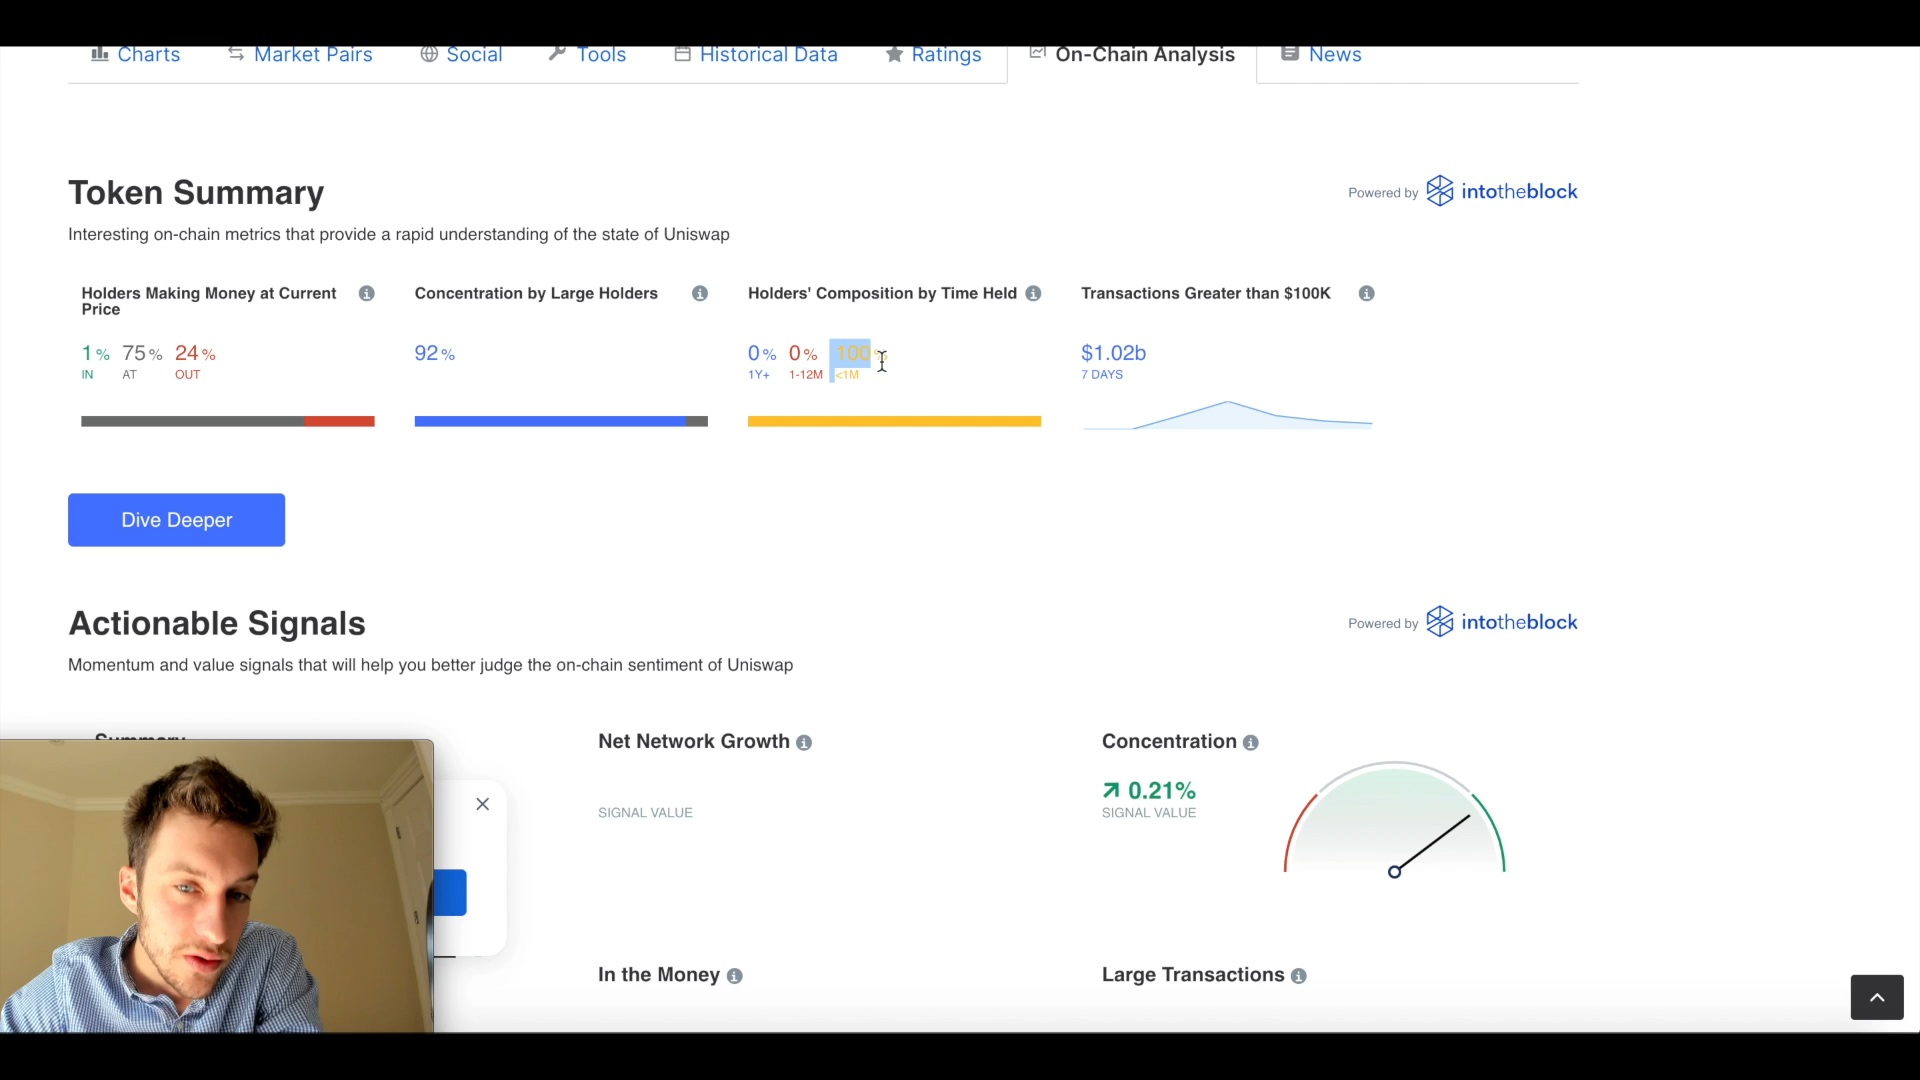 Charts Market Pairs Social Tools Historical Data Ratings On-Chain Analysis News
Token Summary
Powered by intotheblock
Interesting on-chain metrics that provide a rapid understanding of the state of Uniswap
Holders Making Money at Current Price
Concentration by Large Holders
Holders' Composition by Time Held
Transactions Greater than $100K
1% 75% 24%
IN AT OUT
92%
0% 0% 100%
1Y+ 1-12M <1M
$1.02b
7 DAYS
Dive Deeper
Actionable Signals
Powered by intotheblock
Momentum and value signals that will help you better judge the on-chain sentiment of Uniswap
Summary
Net Network Growth
SIGNAL VALUE
Concentration
0.21%
SIGNAL VALUE
In the Money
Large Transactions